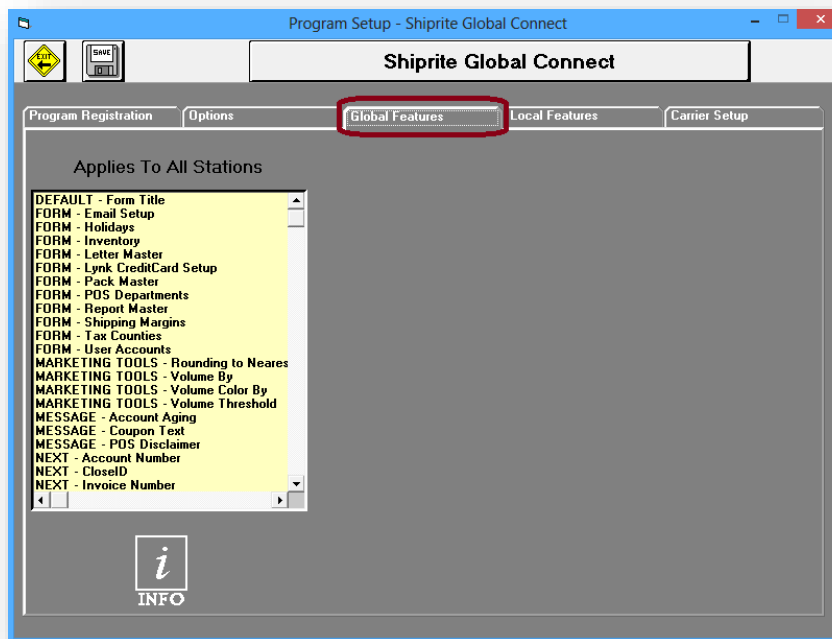 Program Setup - Shiprite Global Connect
EXIT
SAVE
Shiprite Global Connect
Program Registration
Options
Global Features
Local Features
Carrier Setup
Applies To All Stations
DEFAULT - Form Title
FORM - Email Setup
FORM - Holidays
FORM - Inventory
FORM - Letter Master
FORM - Lynk CreditCard Setup
FORM - Pack Master
FORM - POS Departments
FORM - Report Master
FORM - Shipping Margins
FORM - Tax Counties
FORM - User Accounts
MARKETING TOOLS - Rounding to Neares
MARKETING TOOLS - Volume By
MARKETING TOOLS - Volume Color By
MARKETING TOOLS - Volume Threshold
MESSAGE - Account Aging
MESSAGE - Coupon Text
MESSAGE - POS Disclaimer
NEXT - Account Number
NEXT - CloseID
NEXT - Invoice Number
i
INFO